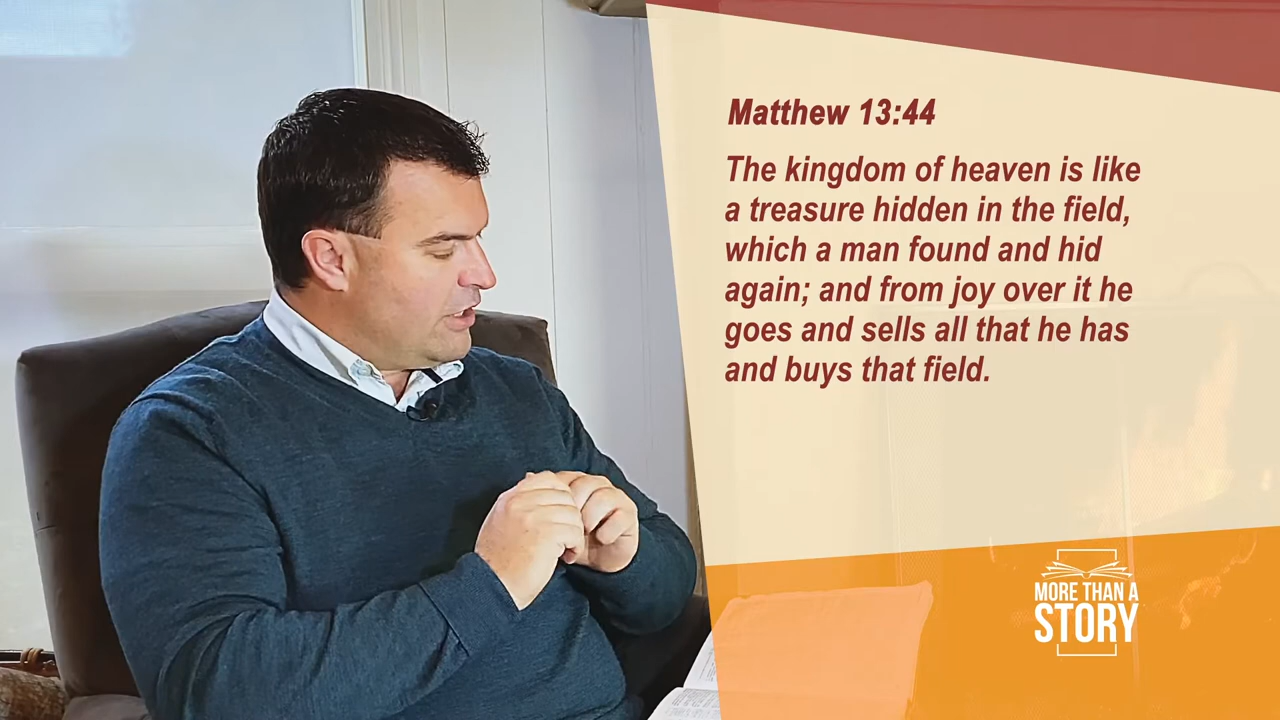 Matthew 13:44
The kingdom of heaven is like
a treasure hidden in the field,
which a man found and hid
again; and from joy over it he
goes and sells all that he has
and buys that field.
MORE THAN A
STORY